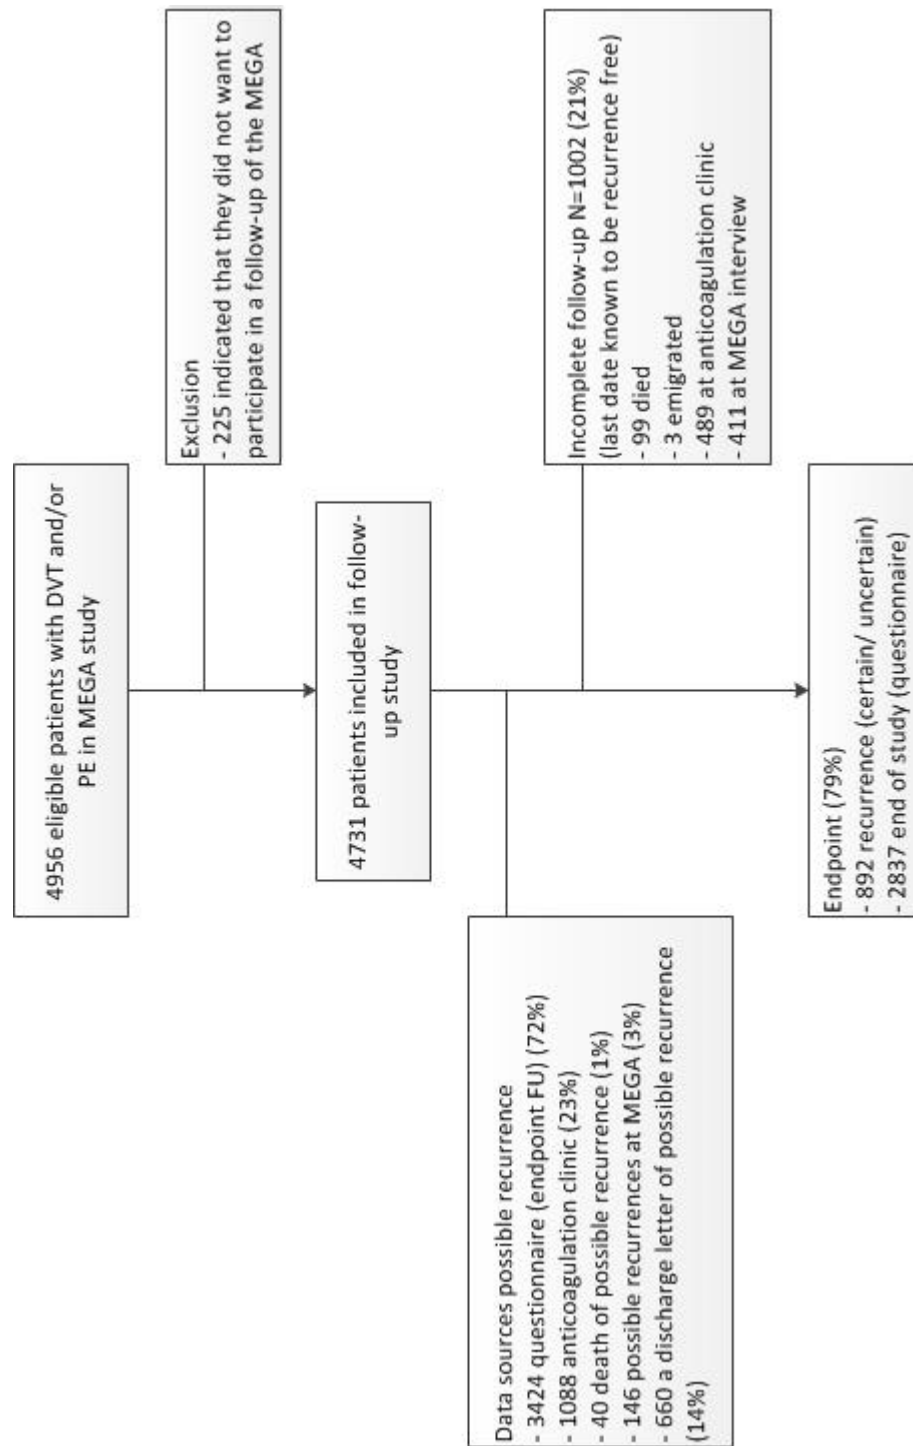 4956 eligible patients with DVT and/or
PE in MEGA study
Exclusion
- 225 indicated that they did not want to
participate in a follow-up of the MEGA
4731 patients included in follow-
up study
Data sources possible recurrence
- 3424 questionnaire (endpoint FU) (72%)
- 1088 anticoagulation clinic (23%)
- 40 death of possible recurrence (1%)
- 146 possible recurrences at MEGA (3%)
- 660 a discharge letter of possible recurrence
(14%)
Incomplete follow-up N=1002 (21%)
(last date known to be recurrence free)
- 99 died
- 3 emigrated
- 489 at anticoagulation clinic
- 411 at MEGA interview
Endpoint (79%)
- 892 recurrence (certain/ uncertain)
- 2837 end of study (questionnaire)